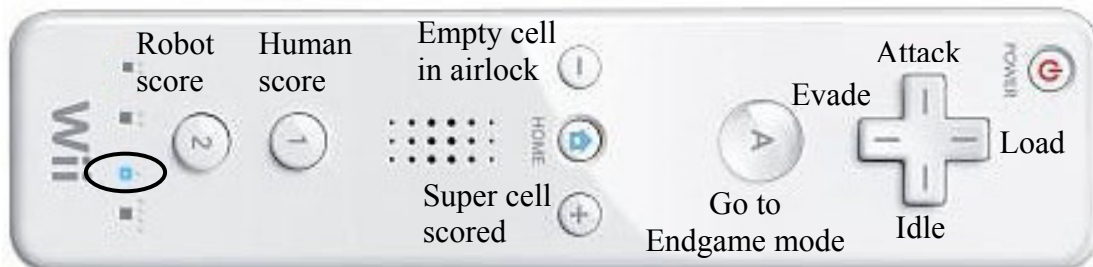 Robot
score
Human
score
Empty cell
in airlock
Super cell
scored
Go to
Endgame mode
Attack
Evade
Load
Idle
Wii
2
1
−
HOME
+
A
POWER